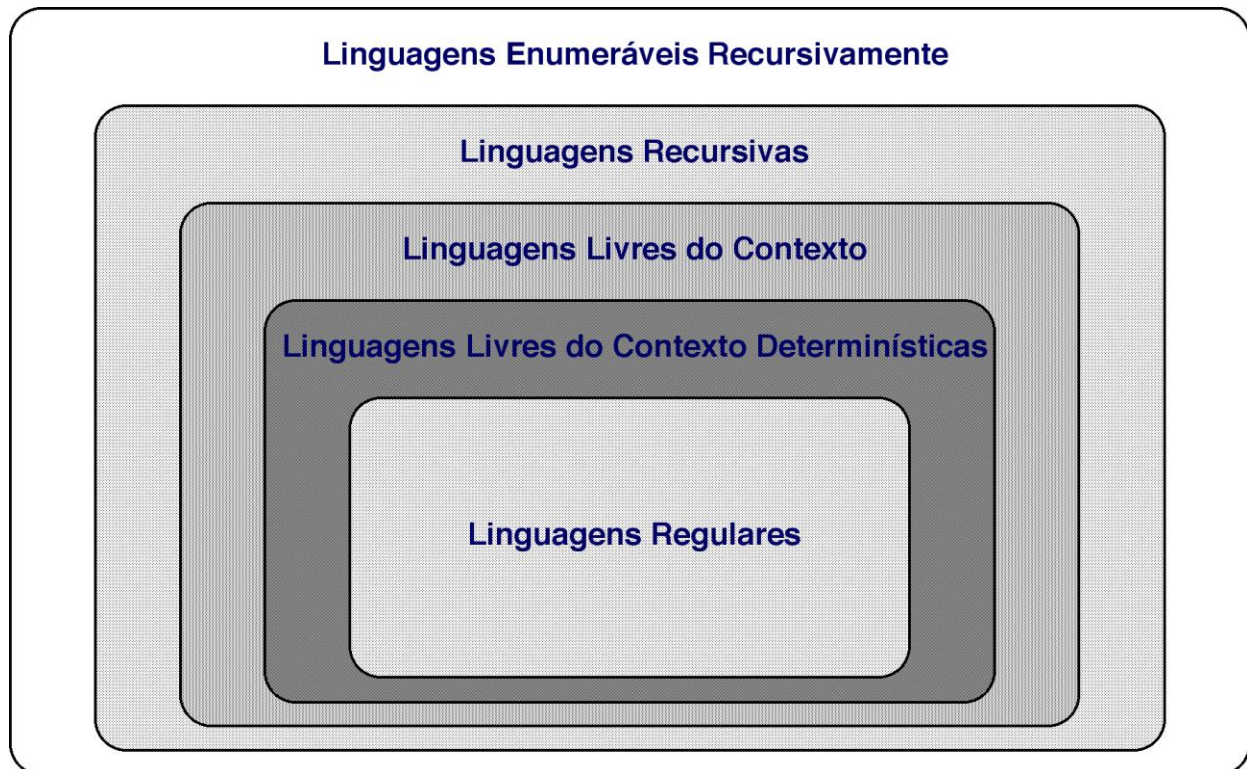 Linguagens Enumeráveis Recursivamente
Linguagens Recursivas
Linguagens Livres do Contexto
Linguagens Livres do Contexto Determinísticas
Linguagens Regulares